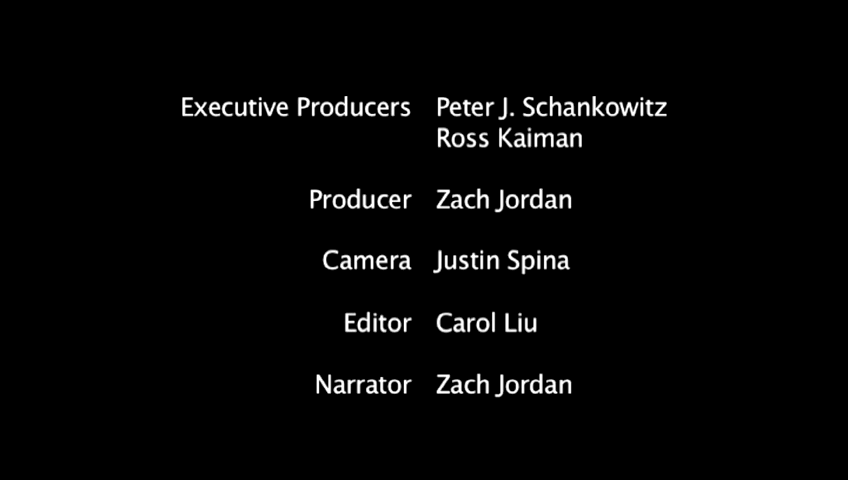 Executive Producers Peter J. Schankowitz
Ross Kaiman
Producer Zach Jordan
Camera Justin Spina
Editor Carol Liu
Narrator Zach Jordan